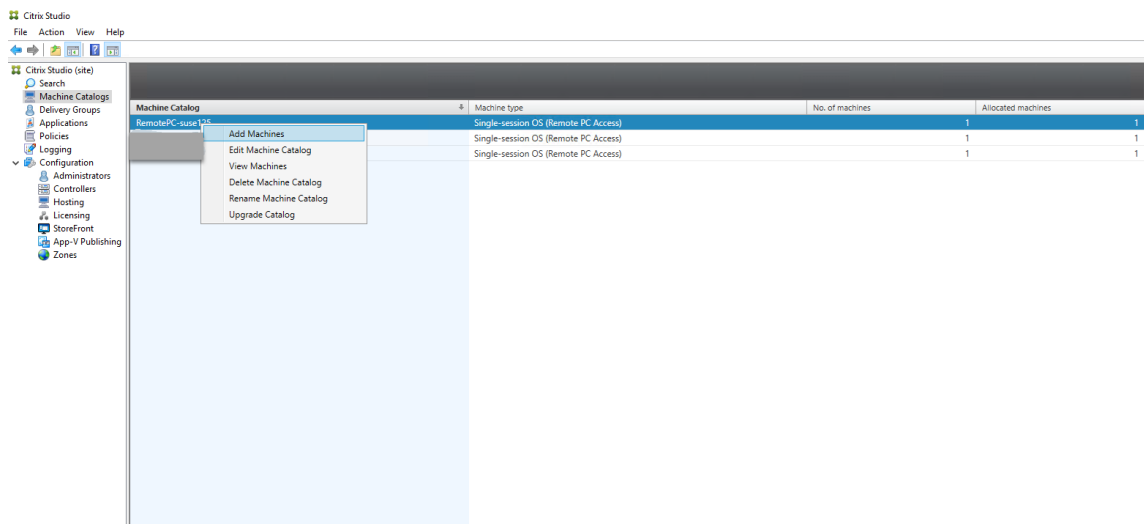 Citrix Studio
File Action View Help
Citrix Studio (site)
Search
Machine Catalogs
Delivery Groups
Applications
Policies
Logging
Configuration
Administrators
Controllers
Hosting
Licensing
StoreFront
App-V Publishing
Zones
Machine Catalog Machine type No. of machines Allocated machines
RemotePC-suse125 Single-session OS (Remote PC Access) 1 1
Single-session OS (Remote PC Access) 1 1
Single-session OS (Remote PC Access) 1
Add Machines
Edit Machine Catalog
View Machines
Delete Machine Catalog
Rename Machine Catalog
Upgrade Catalog